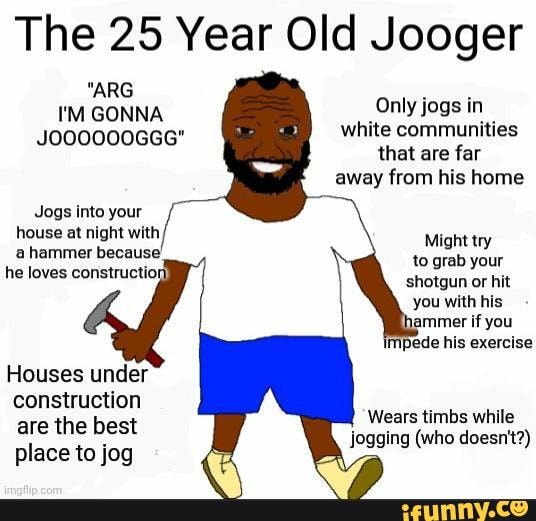 The 25 Year Old Jooger
"ARG
I'M GONNA
JOOOOOOGGG"
Only jogs in
white communities
that are far
away from his home
Jogs into your
house at night with
a hammer because
he loves construction
Might try
to grab your
shotgun or hit
you with his
hammer if you
impede his exercise
Houses under
construction
are the best
place to jog
Wears timbs while
jogging (who doesn't?)
imgflip.com
ifunny.co